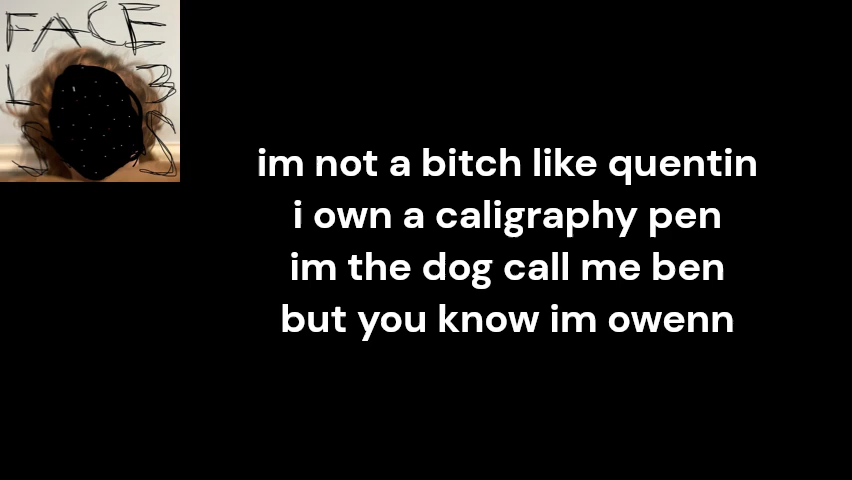 FACE
L 3
S S
im not a bitch like quentin
i own a caligraphy pen
im the dog call me ben
but you know im owenn